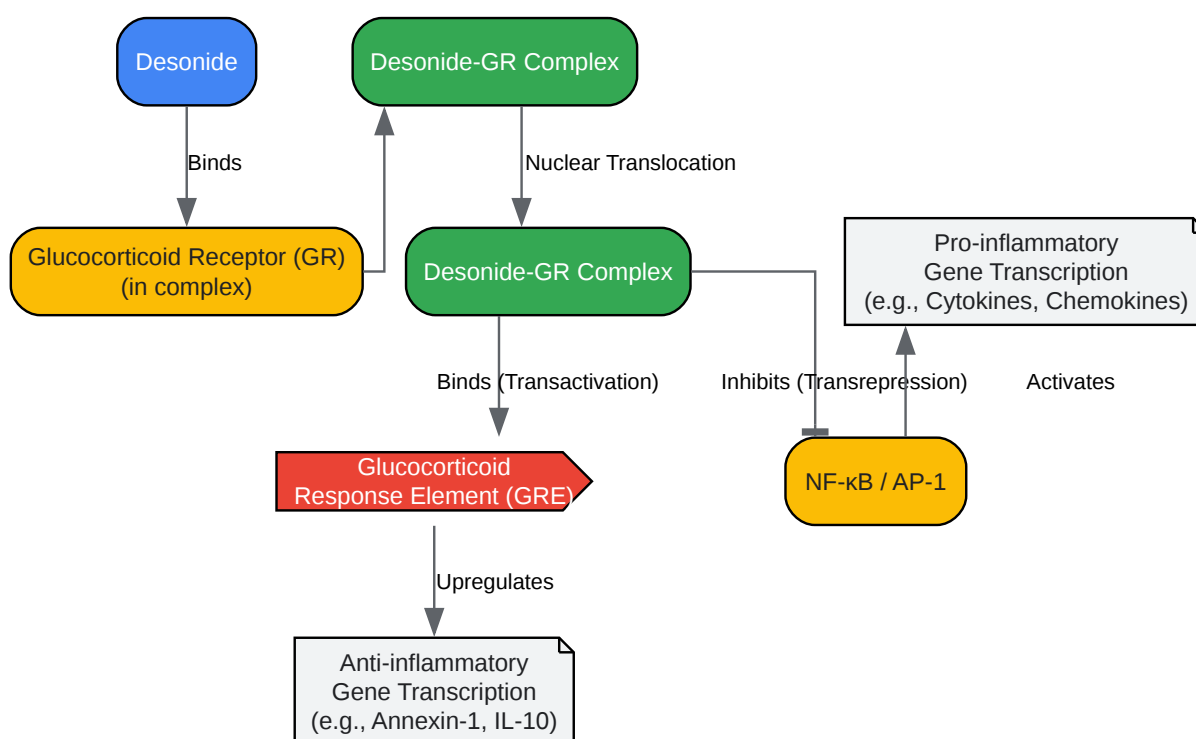 Desonide
Desonide-GR Complex
Binds
Nuclear Translocation
Glucocorticoid Receptor (GR)
(in complex)
Desonide-GR Complex
Pro-inflammatory
Gene Transcription
(e.g., Cytokines, Chemokines)
Binds (Transactivation)
Inhibits (Transrepression)
Activates
Glucocorticoid
Response Element (GRE)
NF-κB / AP-1
Upregulates
Anti-inflammatory
Gene Transcription
(e.g., Annexin-1, IL-10)